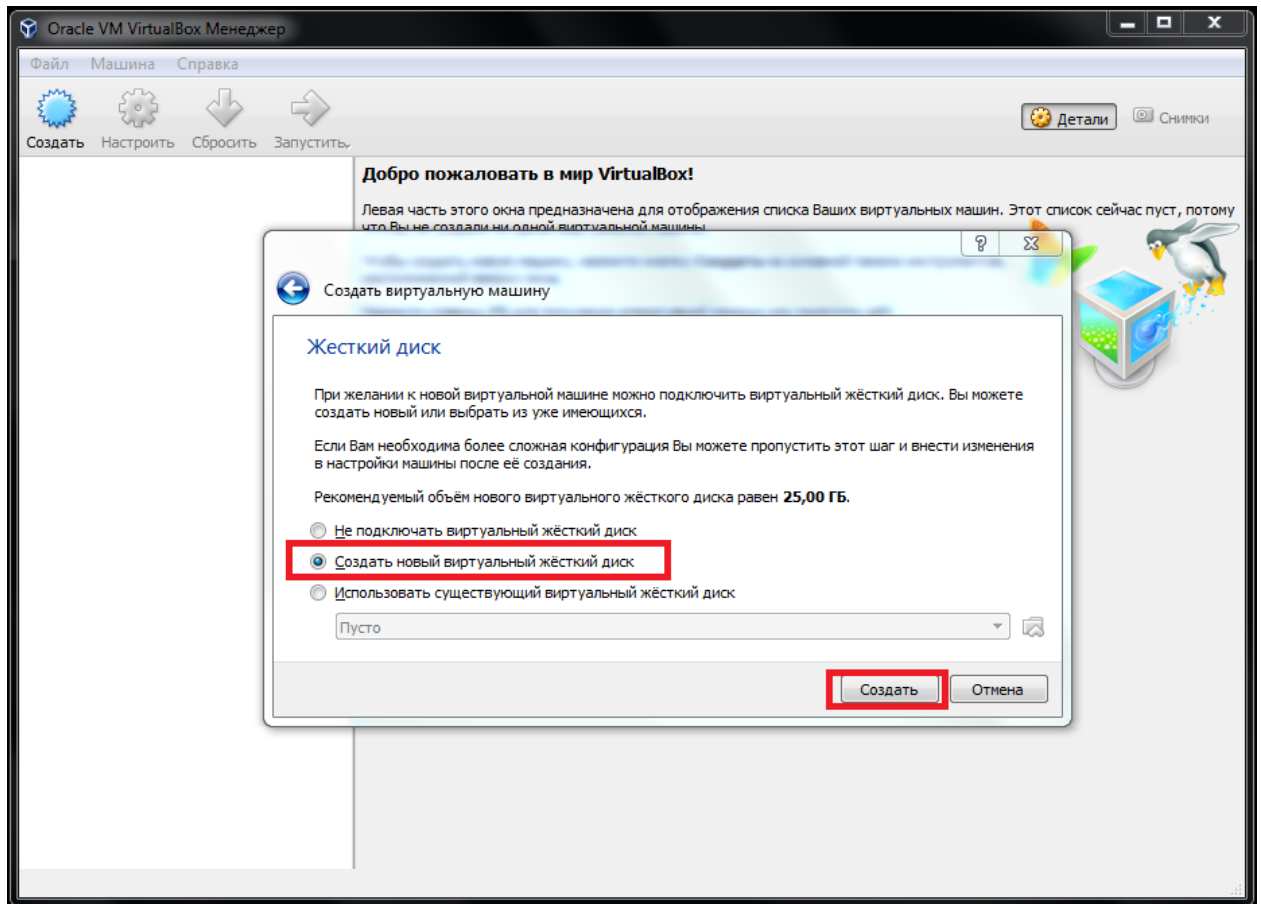 Oracle VM VirtualBox Менеджер
Файл Машина Справка
Создать Настроить Сбросить Запустить
Детали Снимки
Добро пожаловать в мир VirtualBox!
Левая часть этого окна предназначена для отображения списка Ваших виртуальных машин. Этот список сейчас пуст, потому
что Вы не создали ни одной виртуальной машины.
Создать виртуальную машину
Жесткий диск
При желании к новой виртуальной машине можно подключить виртуальный жёсткий диск. Вы можете
создать новый или выбрать из уже имеющихся.
Если Вам необходима более сложная конфигурация Вы можете пропустить этот шаг и внести изменения
в настройки машины после её создания.
Рекомендуемый объём нового виртуального жёсткого диска равен 25,00 ГБ.
Не подключать виртуальный жёсткий диск
Создать новый виртуальный жёсткий диск
Использовать существующий виртуальный жёсткий диск
Пусто
Создать Отмена